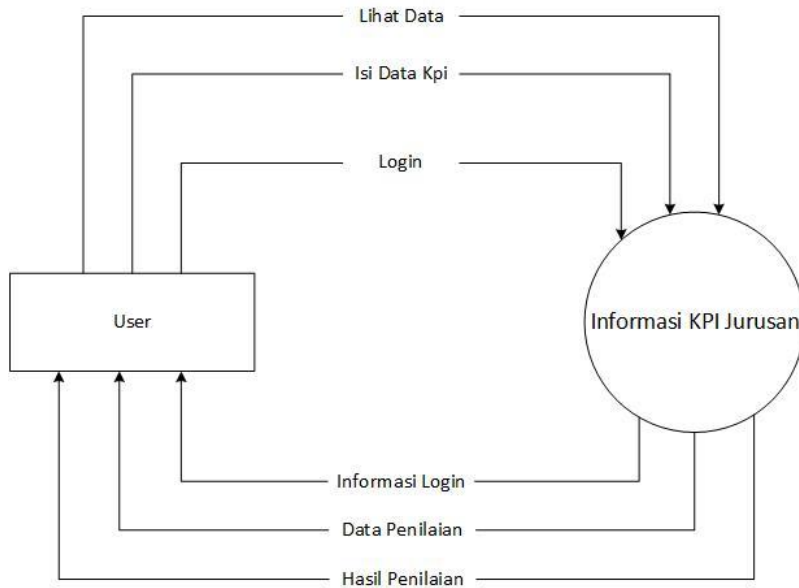 Lihat Data
Isi Data Kpi
Login
User
Informasi KPI Jurusan
Informasi Login
Data Penilaian
Hasil Penilaian